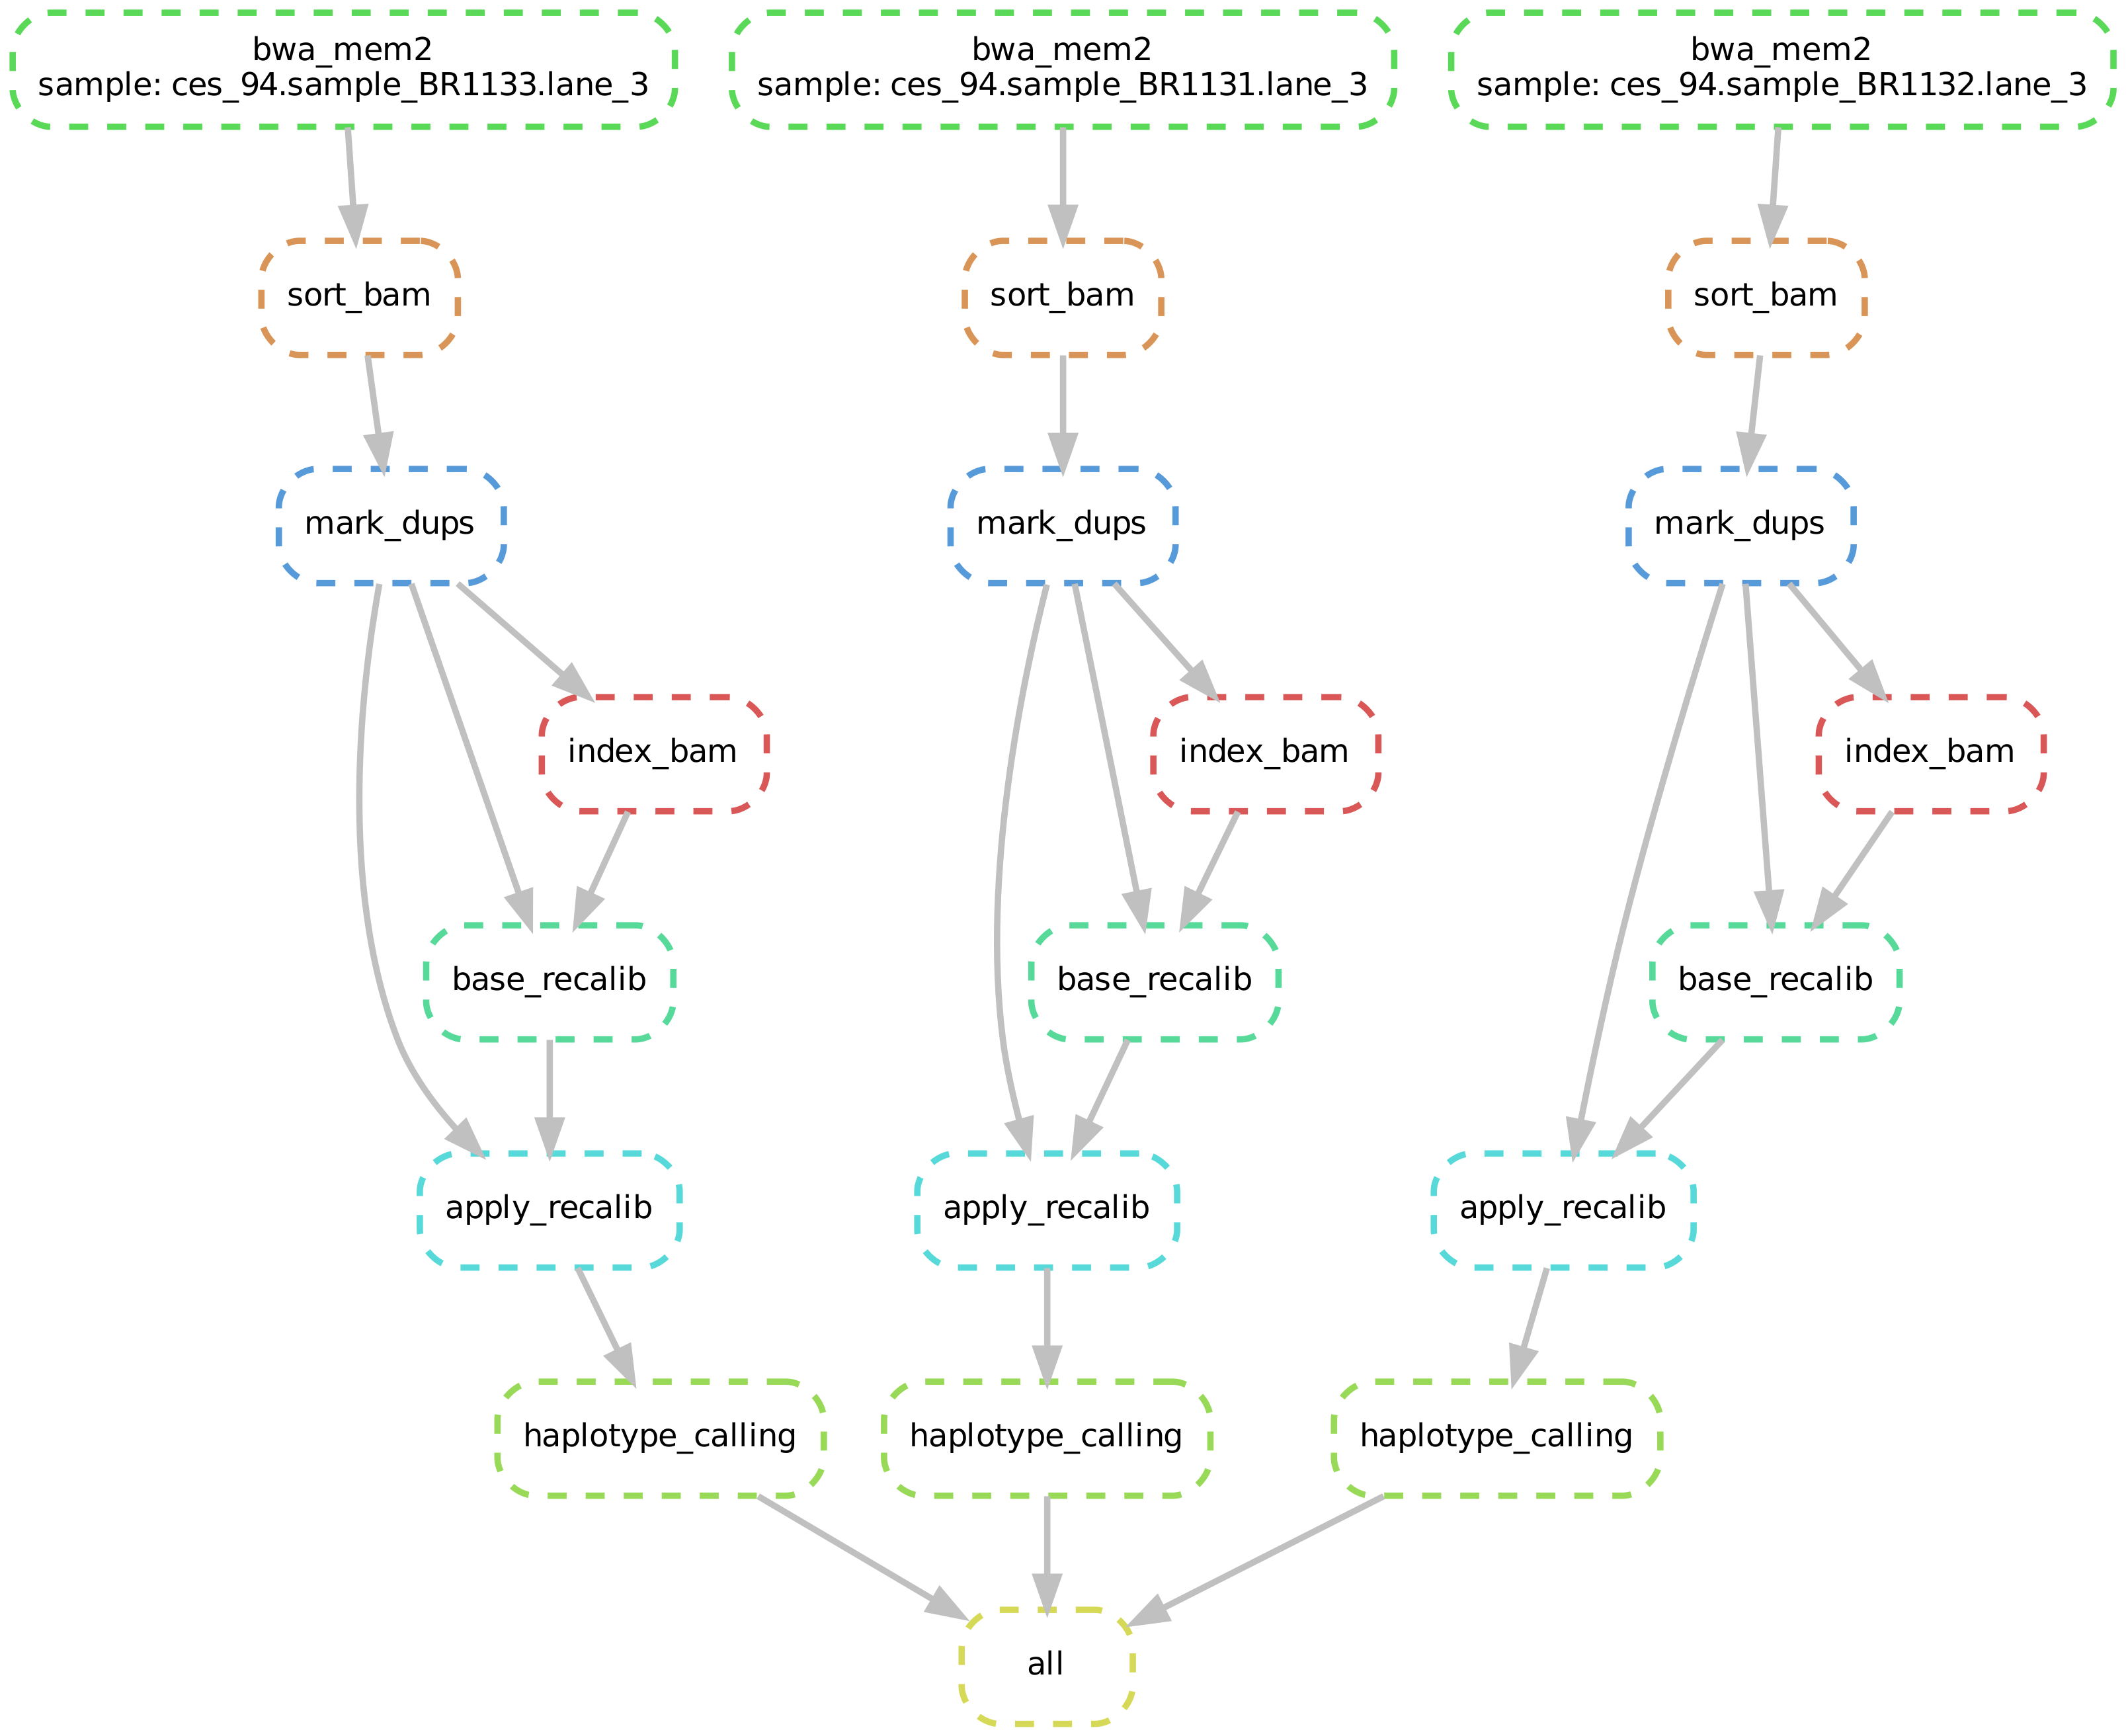 bwa_mem2
sample: ces_94.sample_BR1133.lane_3
bwa_mem2
sample: ces_94.sample_BR1131.lane_3
bwa_mem2
sample: ces_94.sample_BR1132.lane_3
sort_bam
sort_bam
sort_bam
mark_dups
mark_dups
mark_dups
index_bam
index_bam
index_bam
base_recalib
base_recalib
base_recalib
apply_recalib
apply_recalib
apply_recalib
haplotype_calling
haplotype_calling
haplotype_calling
all